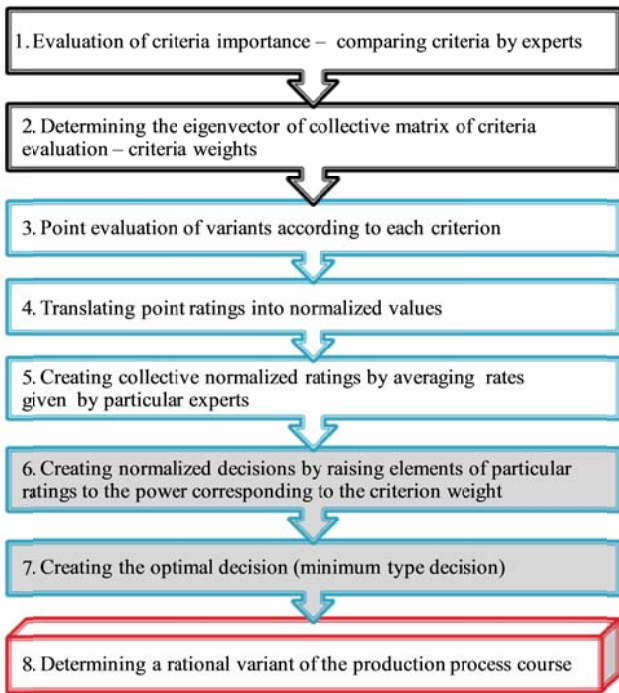 1. Evaluation of criteria importance – comparing criteria by experts
2. Determining the eigenvector of collective matrix of criteria
evaluation – criteria weights
3. Point evaluation of variants according to each criterion
4. Translating point ratings into normalized values
5. Creating collective normalized ratings by averaging rates
given by particular experts
6. Creating normalized decisions by raising elements of particular
ratings to the power corresponding to the criterion weight
7. Creating the optimal decision (minimum type decision)
8. Determining a rational variant of the production process course